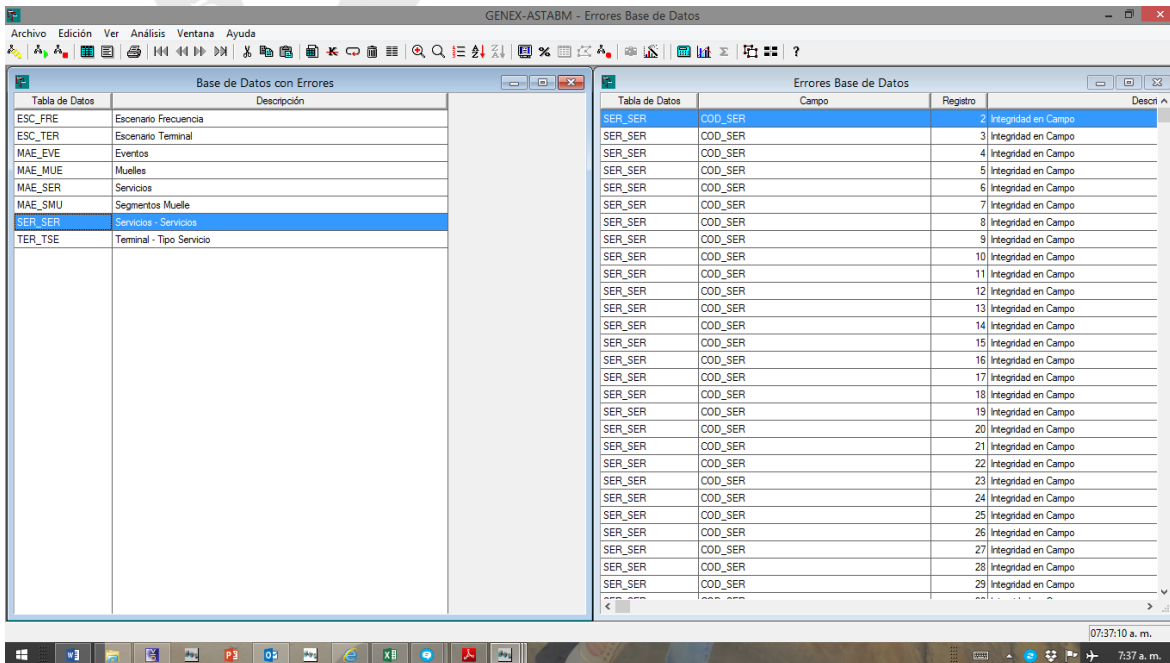 GENEX-ASTABM - Errores Base de Datos
Archivo Edición Ver Análisis Ventana Ayuda
Base de Datos con Errores
Tabla de Datos Descripción
ESC_FRE Escenario Frecuencia
ESC_TER Escenario Terminal
MAE_EVE Eventos
MAE_MUE Muelles
MAE_SER Servicios
MAE_SMU Segmentos Muelle
SER_SER Servicios - Servicios
TER_TSE Terminal - Tipo Servicio
Errores Base de Datos
Tabla de Datos Campo Registro Descri
SER_SER COD_SER 2 Integridad en Campo
SER_SER COD_SER 3 Integridad en Campo
SER_SER COD_SER 4 Integridad en Campo
SER_SER COD_SER 5 Integridad en Campo
SER_SER COD_SER 6 Integridad en Campo
SER_SER COD_SER 7 Integridad en Campo
SER_SER COD_SER 8 Integridad en Campo
SER_SER COD_SER 9 Integridad en Campo
SER_SER COD_SER 10 Integridad en Campo
SER_SER COD_SER 11 Integridad en Campo
SER_SER COD_SER 12 Integridad en Campo
SER_SER COD_SER 13 Integridad en Campo
SER_SER COD_SER 14 Integridad en Campo
SER_SER COD_SER 15 Integridad en Campo
SER_SER COD_SER 16 Integridad en Campo
SER_SER COD_SER 17 Integridad en Campo
SER_SER COD_SER 18 Integridad en Campo
SER_SER COD_SER 19 Integridad en Campo
SER_SER COD_SER 20 Integridad en Campo
SER_SER COD_SER 21 Integridad en Campo
SER_SER COD_SER 22 Integridad en Campo
SER_SER COD_SER 23 Integridad en Campo
SER_SER COD_SER 24 Integridad en Campo
SER_SER COD_SER 25 Integridad en Campo
SER_SER COD_SER 26 Integridad en Campo
SER_SER COD_SER 27 Integridad en Campo
SER_SER COD_SER 28 Integridad en Campo
SER_SER COD_SER 29 Integridad en Campo
07:37:10 a. m.
7:37 a. m.